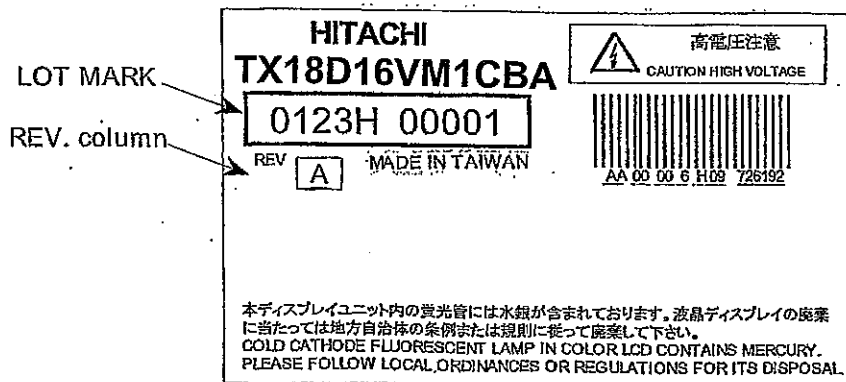 LOT MARK
REV. column
HITACHI
TX18D16VM1CBA
0123H 00001
REV A MADE IN TAIWAN
高電圧注意
CAUTION HIGH VOLTAGE
AA 00 00 6 H09 726192
本ディスプレイユニット内の蛍光管には水銀が含まれております。液晶ディスプレイの廃棄
に当たっては地方自治体の条例または規則に従って廃棄して下さい。
COLD CATHODE FLUORESCENT LAMP IN COLOR LCD CONTAINS MERCURY.
PLEASE FOLLOW LOCAL ORDINANCES OR REGULATIONS FOR ITS DISPOSAL